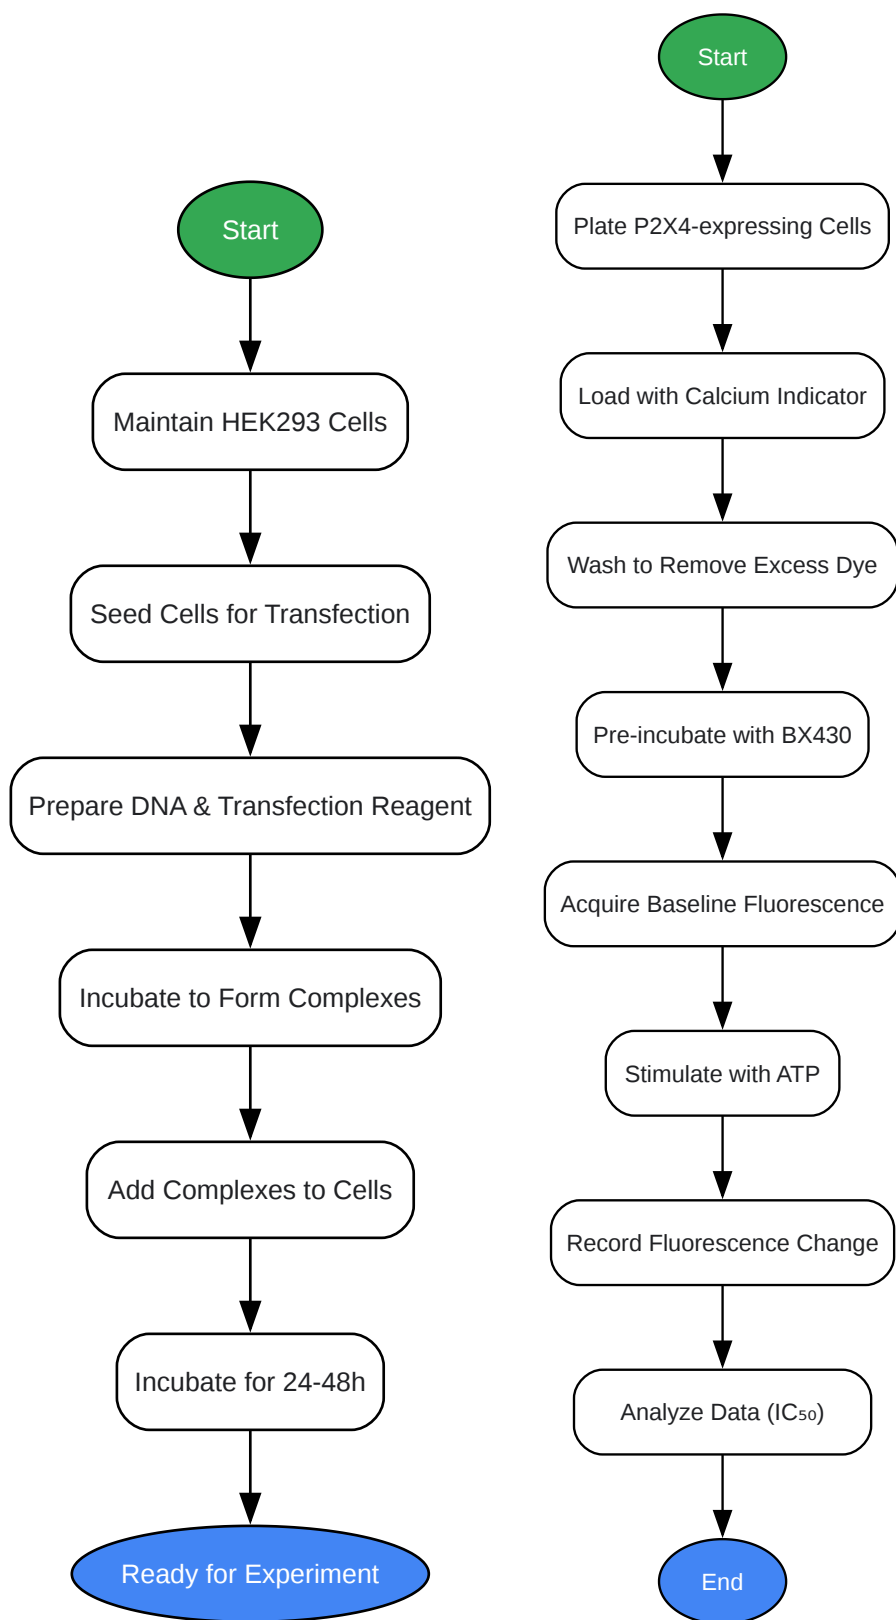 Start
Maintain HEK293 Cells
Seed Cells for Transfection
Prepare DNA & Transfection Reagent
Incubate to Form Complexes
Add Complexes to Cells
Incubate for 24-48h
Ready for Experiment
Start
Plate P2X4-expressing Cells
Load with Calcium Indicator
Wash to Remove Excess Dye
Pre-incubate with BX430
Acquire Baseline Fluorescence
Stimulate with ATP
Record Fluorescence Change
Analyze Data (IC₅₀)
End